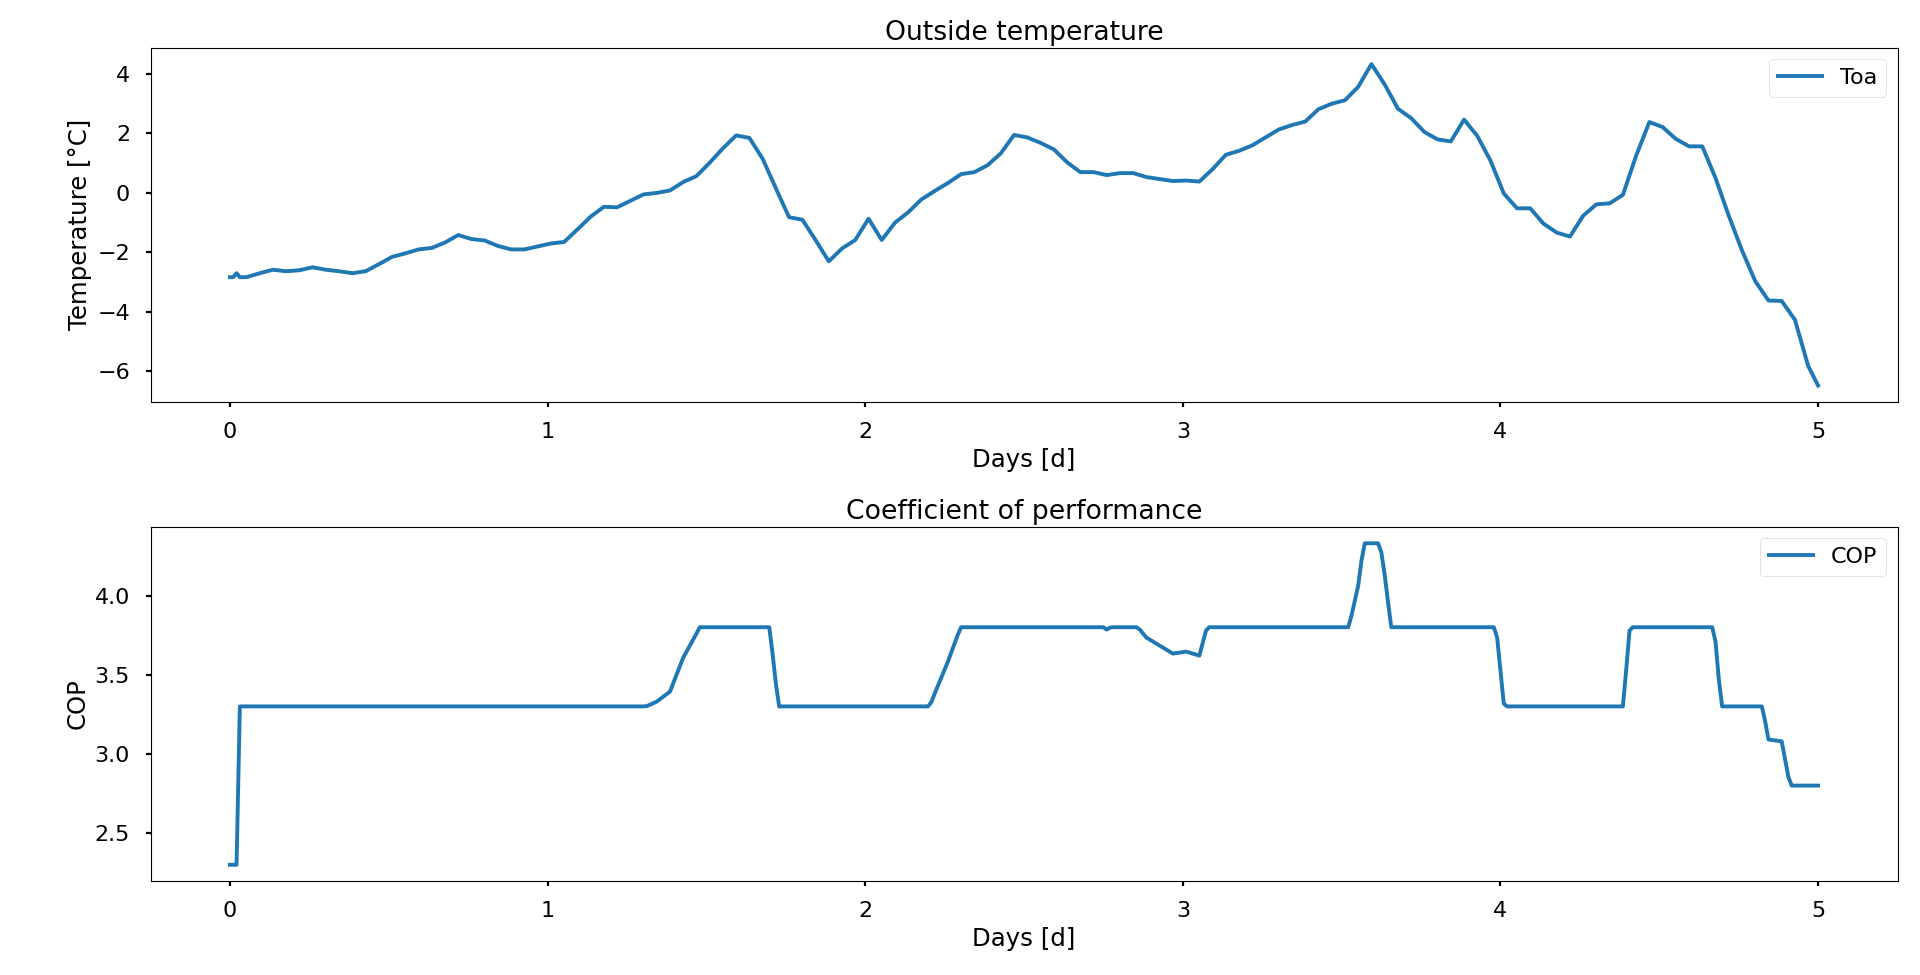 Outside temperature
Toa
Temperature [°C]
4
2
0
−2
−4
−6
0 1 2 3 4 5
Days [d]
Coefficient of performance
COP
COP
4.0
3.5
3.0
2.5
0 1 2 3 4 5
Days [d]